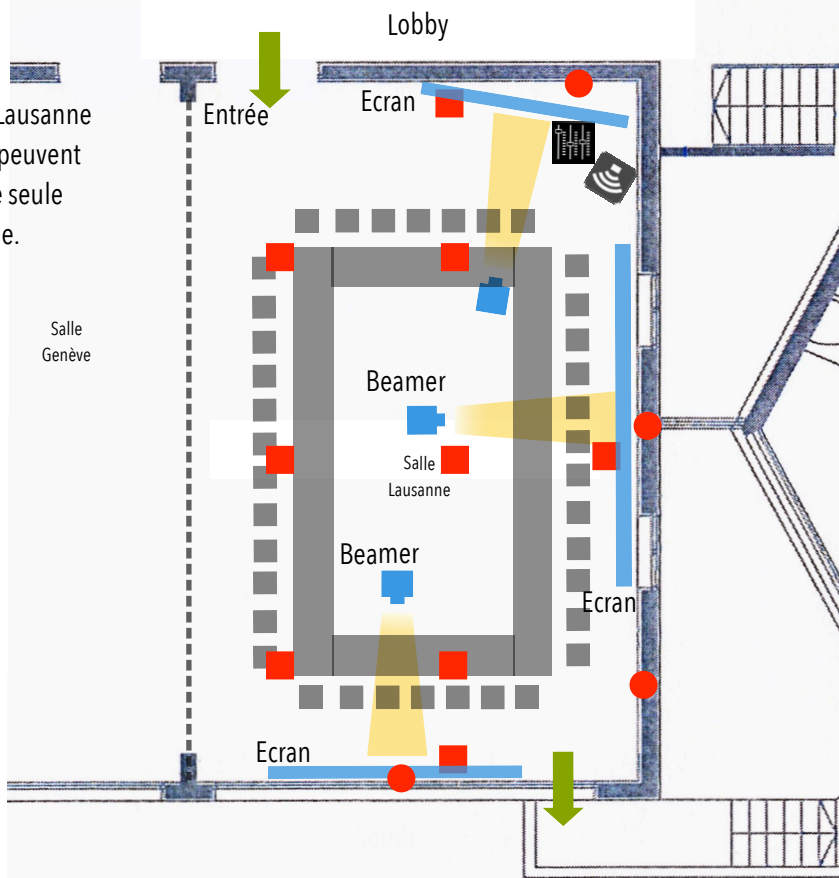 Lobby
Ecran
Lausanne
Entrée
peuvent
seule
Salle
Genève
Beamer
Salle
Lausanne
Beamer
Ecran
Ecran